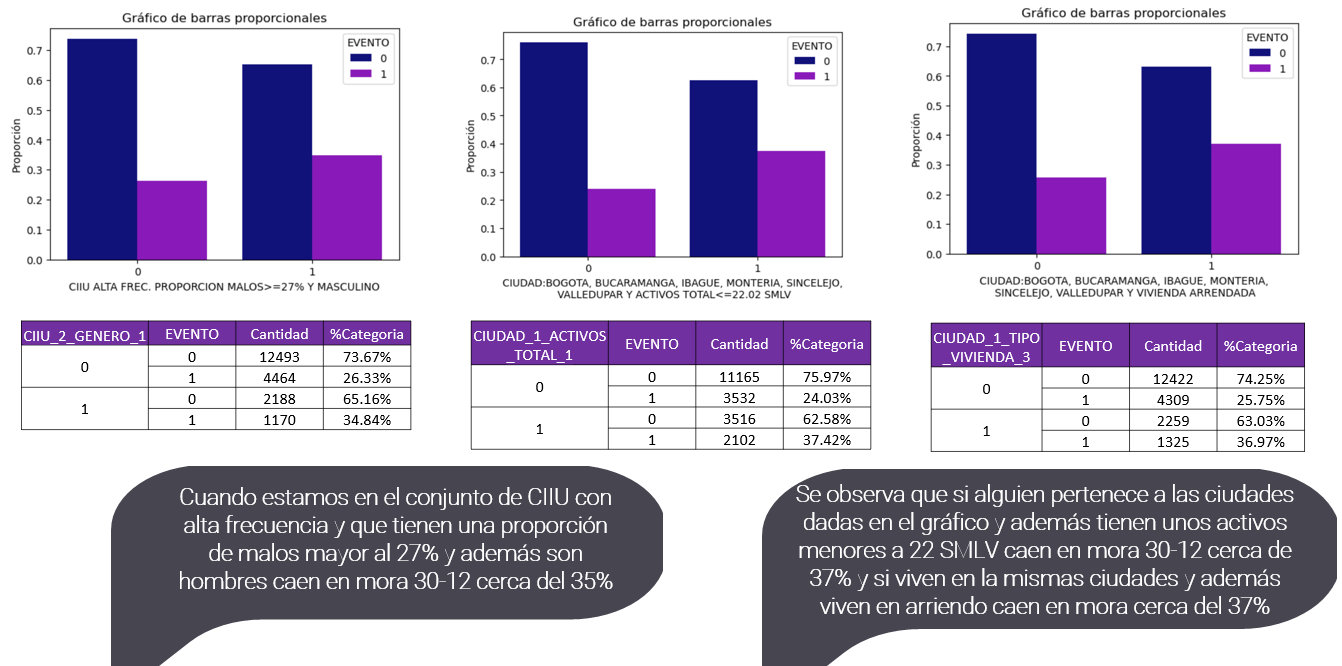 Gráfico de barras proporcionales
Proporción
0.7
0.6
0.5
0.4
0.3
0.2
0.1
0.0
EVENTO
0
1
0
1
CIIU ALTA FREC. PROPORCION MALOS>=27% Y MASCULINO
Gráfico de barras proporcionales
Proporción
0.7
0.6
0.5
0.4
0.3
0.2
0.1
0.0
EVENTO
0
1
0
1
CIUDAD:BOGOTA, BUCARAMANGA, IBAGUE, MONTERIA, SINCELEJO,
VALLEDUPAR Y ACTIVOS TOTAL<=22.02 SMLV
Gráfico de barras proporcionales
Proporción
0.7
0.6
0.5
0.4
0.3
0.2
0.1
0.0
EVENTO
0
1
0
1
CIUDAD:BOGOTA, BUCARAMANGA, IBAGUE, MONTERIA,
SINCELEJO, VALLEDUPAR Y VIVIENDA ARRENDADA
CIIU_2_GENERO_1 EVENTO Cantidad %Categoria
0 0 12493 73.67%
1 4464 26.33%
1 0 2188 65.16%
1 1170 34.84%
CIUDAD_1_ACTIVOS
_TOTAL_1 EVENTO Cantidad %Categoria
0 0 11165 75.97%
1 3532 24.03%
1 0 3516 62.58%
1 2102 37.42%
CIUDAD_1_TIPO
_VIVIENDA_3 EVENTO Cantidad %Categoria
0 0 12422 74.25%
1 4309 25.75%
1 0 2259 63.03%
1 1325 36.97%
Cuando estamos en el conjunto de CIIU con
alta frecuencia y que tienen una proporción
de malos mayor al 27% y además son
hombres caen en mora 30-12 cerca del 35%
Se observa que si alguien pertenece a las ciudades
dadas en el gráfico y además tienen unos activos
menores a 22 SMLV caen en mora 30-12 cerca de
37% y si viven en la mismas ciudades y además
viven en arriendo caen en mora cerca del 37%